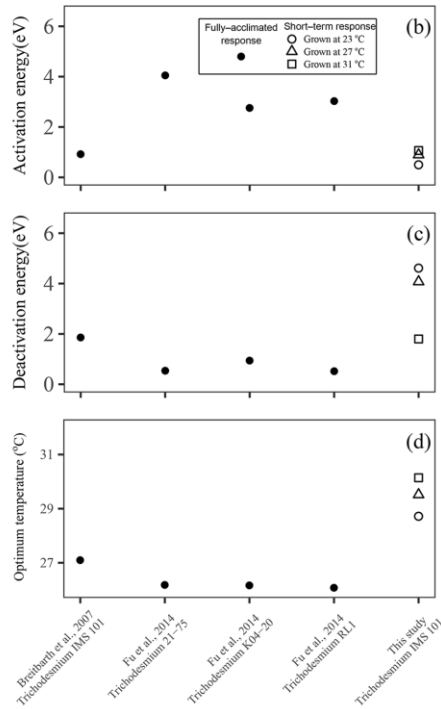 (b)
Fully–acclimated
response
Short–term response
Grown at 23 °C
Grown at 27 °C
Grown at 31 °C
Activation energy(eV)
6
4
2
0
(c)
Deactivation energy(eV)
6
4
2
0
(d)
Optimum temperature (°C)
31
29
27
Breitbarth et al., 2007
Trichodesmium IMS 101
Fu et al., 2014
Trichodesmium 21−75
Fu et al., 2014
Trichodesmium K04−20
Fu et al., 2014
Trichodesmium RL1
This study
Trichodesmium IMS 101